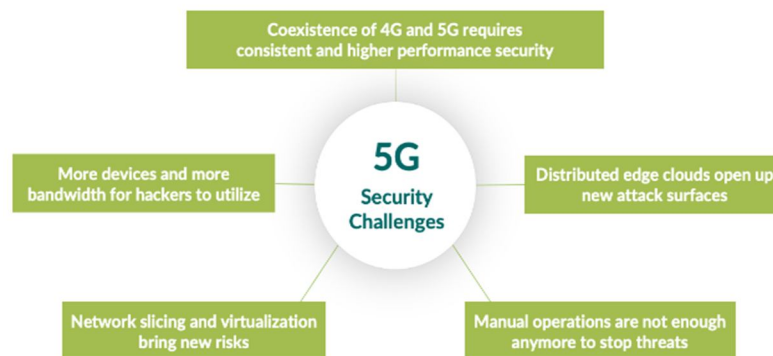 Coexistence of 4G and 5G requires
consistent and higher performance security
5G
Security
Challenges
More devices and more
bandwidth for hackers to utilize
Distributed edge clouds open up
new attack surfaces
Network slicing and virtualization
bring new risks
Manual operations are not enough
anymore to stop threats